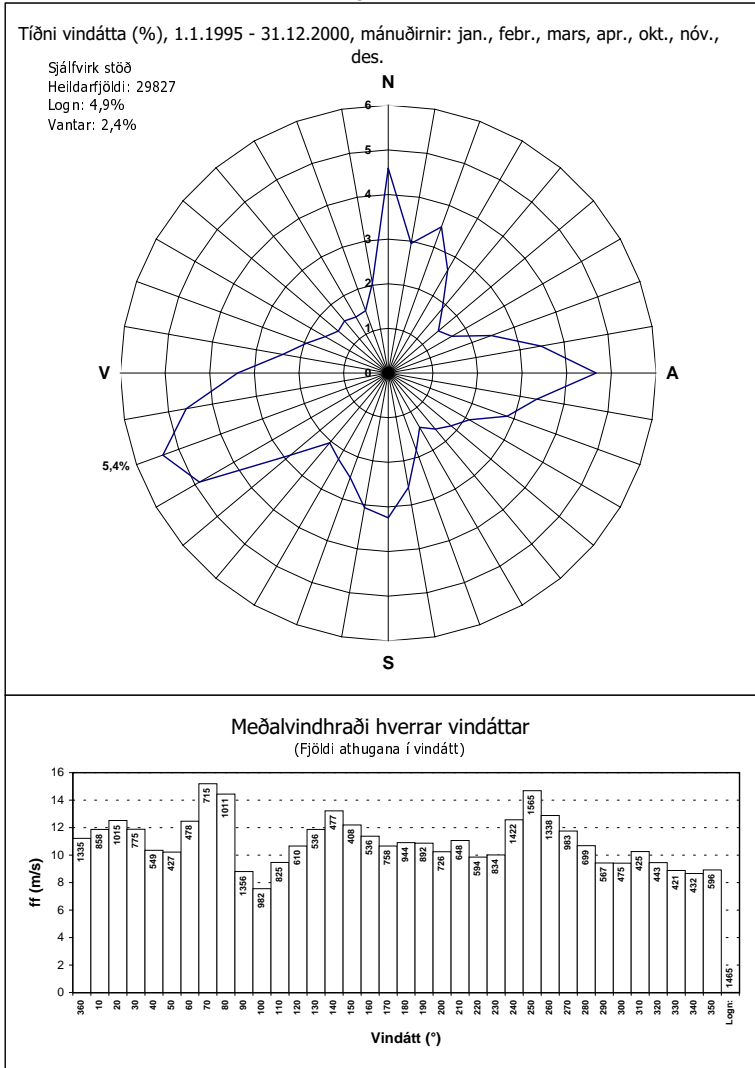 Tíðni vindátta (%), 1.1.1995 - 31.12.2000, mánuðirnir: jan., febr., mars, apr., okt., nóv.,
des.
Sjálfvirk stöð
Heildarfjöldi: 29827
Logn: 4,9%
Vantar: 2,4%
N
6
5
4
3
2
1
0
V
A
5,4%
S
Meðalvindhraði hverrar vindáttar
(Fjöldi athugana í vindátt)
ff (m/s)
16
14
12
10
8
6
4
2
0
1335 858 1015 775 549 427 478 715 1011 1356 982 825 610 536 477 408 536 758 944 892 726 648 594 834 1422 1565 1338 983 699 567 475 425 443 421 432 596 1465
360 10 20 30 40 50 60 70 80 90 100 110 120 130 140 150 160 170 180 190 200 210 220 230 240 250 260 270 280 290 300 310 320 330 340 350 Logn:
Vindátt (°)